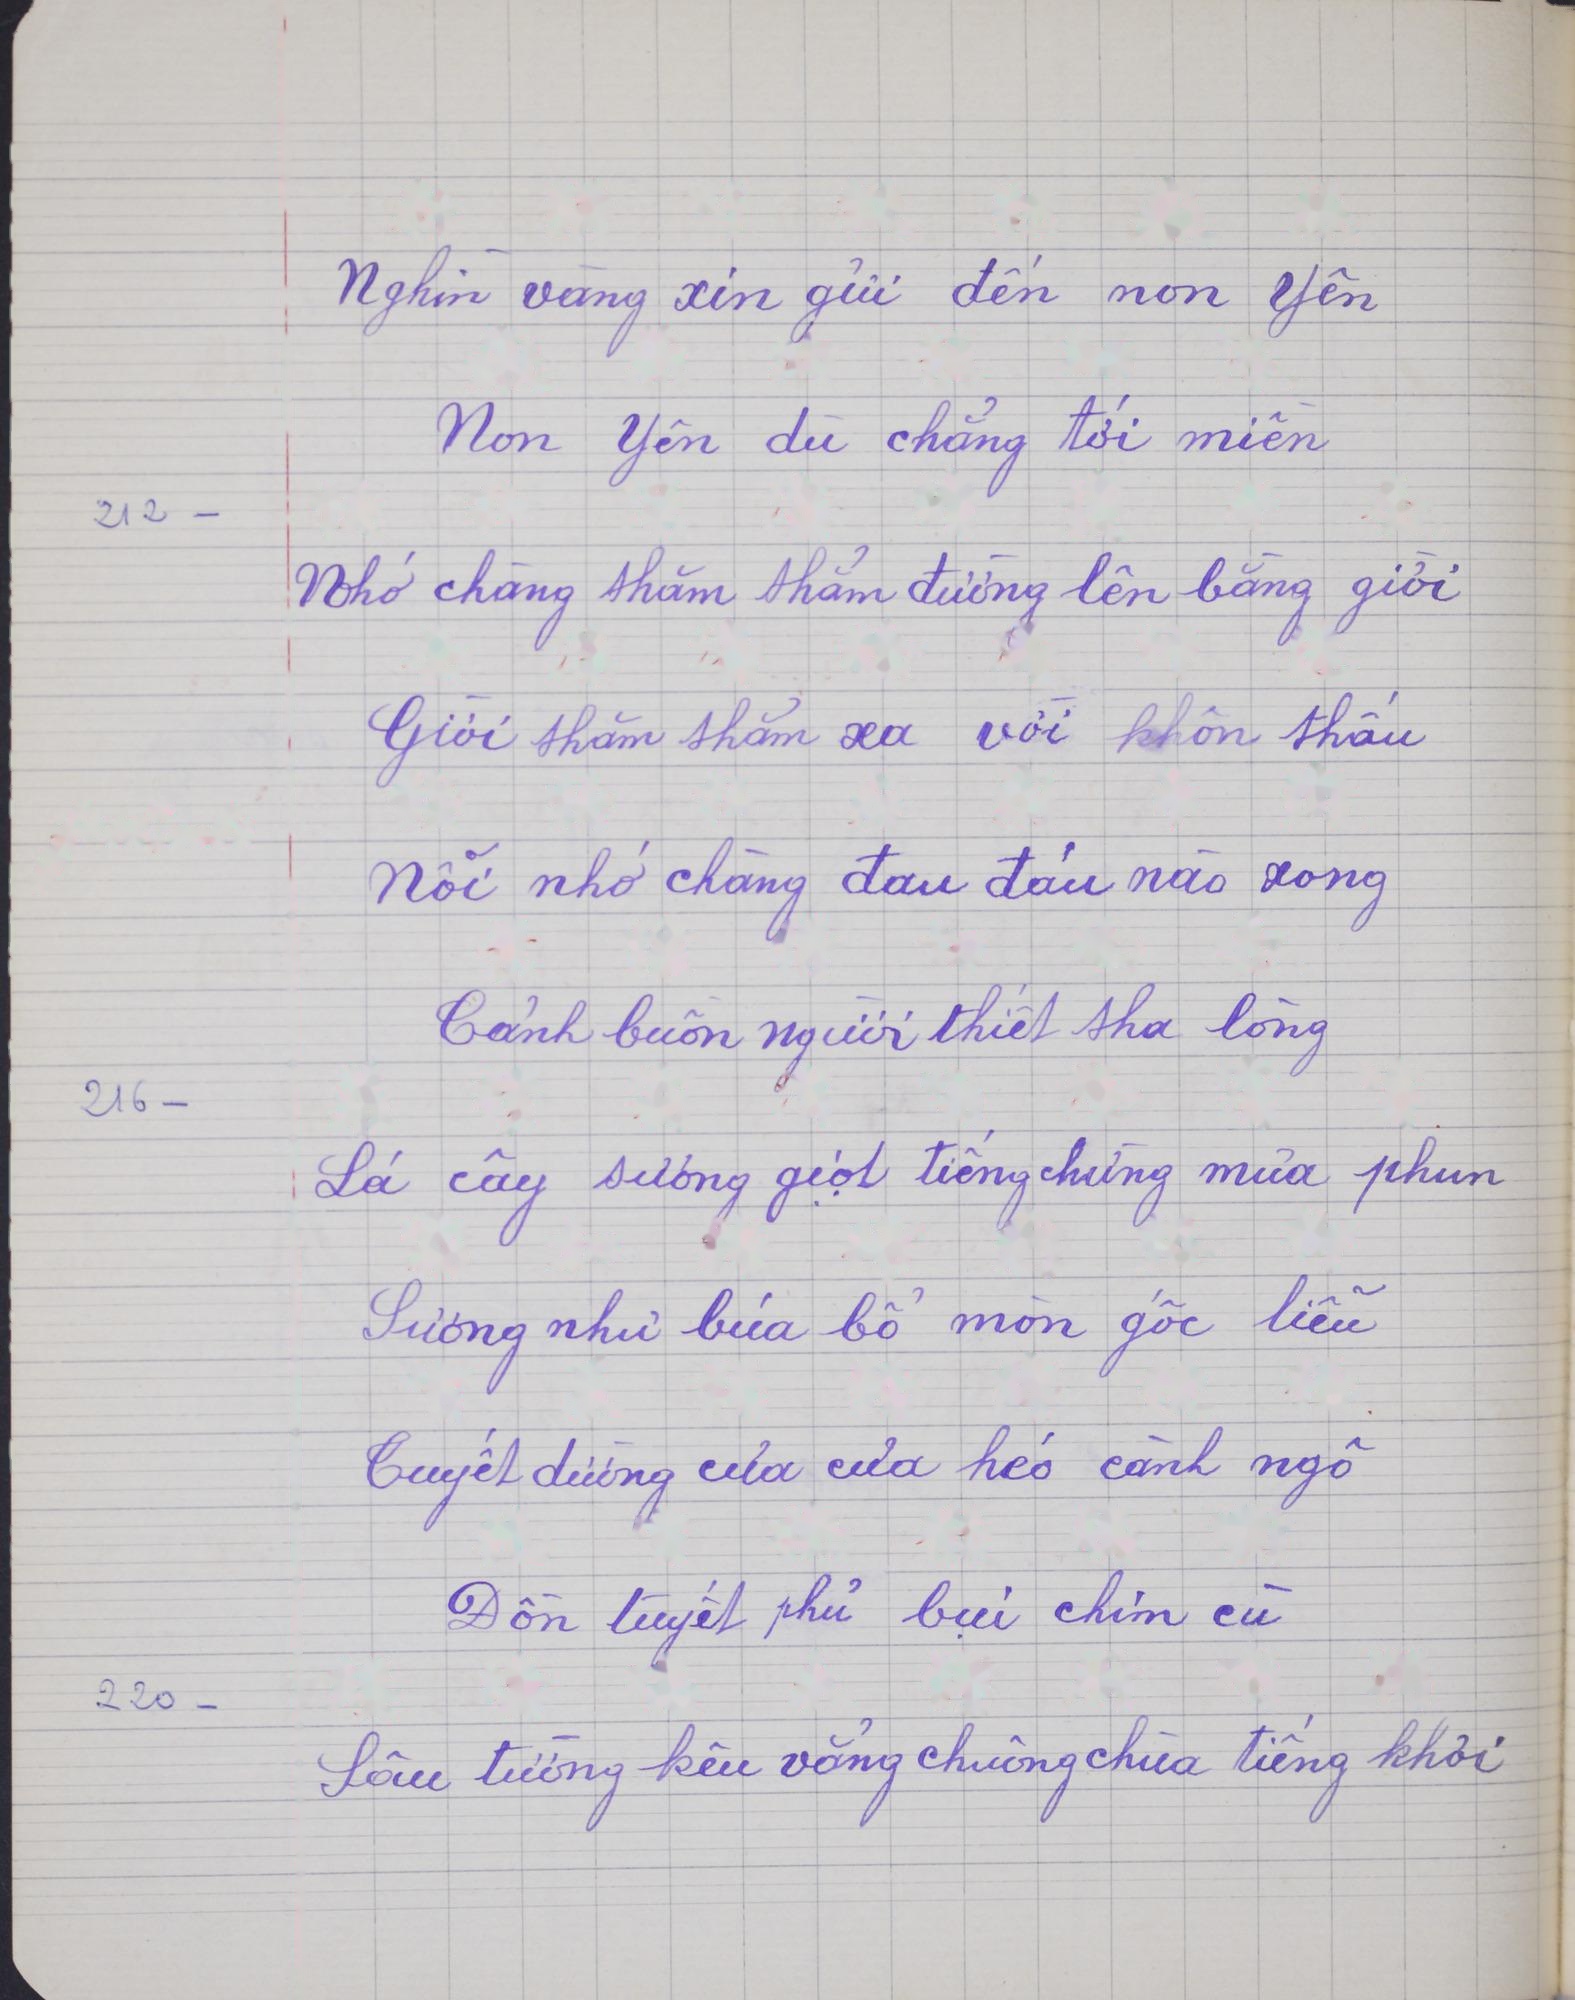 Nghìn vàng xin gửi đến non Yên
Non Yên dù chẳng tới miền
212 -
Nhớ chàng thăm thẳm đường lên bằng giời
Giời thăm thẳm xa vời khôn thấu
Nỗi nhớ chàng đau đáu nào xong
Cảnh buồn người thiết tha lòng
216 -
Lá cây sương giọt tiếng chừng mưa phun
Sương như búa bổ mòn gốc liễu
Tuyết dường cưa cưa héo cành ngô
Dồn tuyết phủ bụi chim cù
220 -
Sâu tường kêu vẳng chuông chùa tiếng khơi